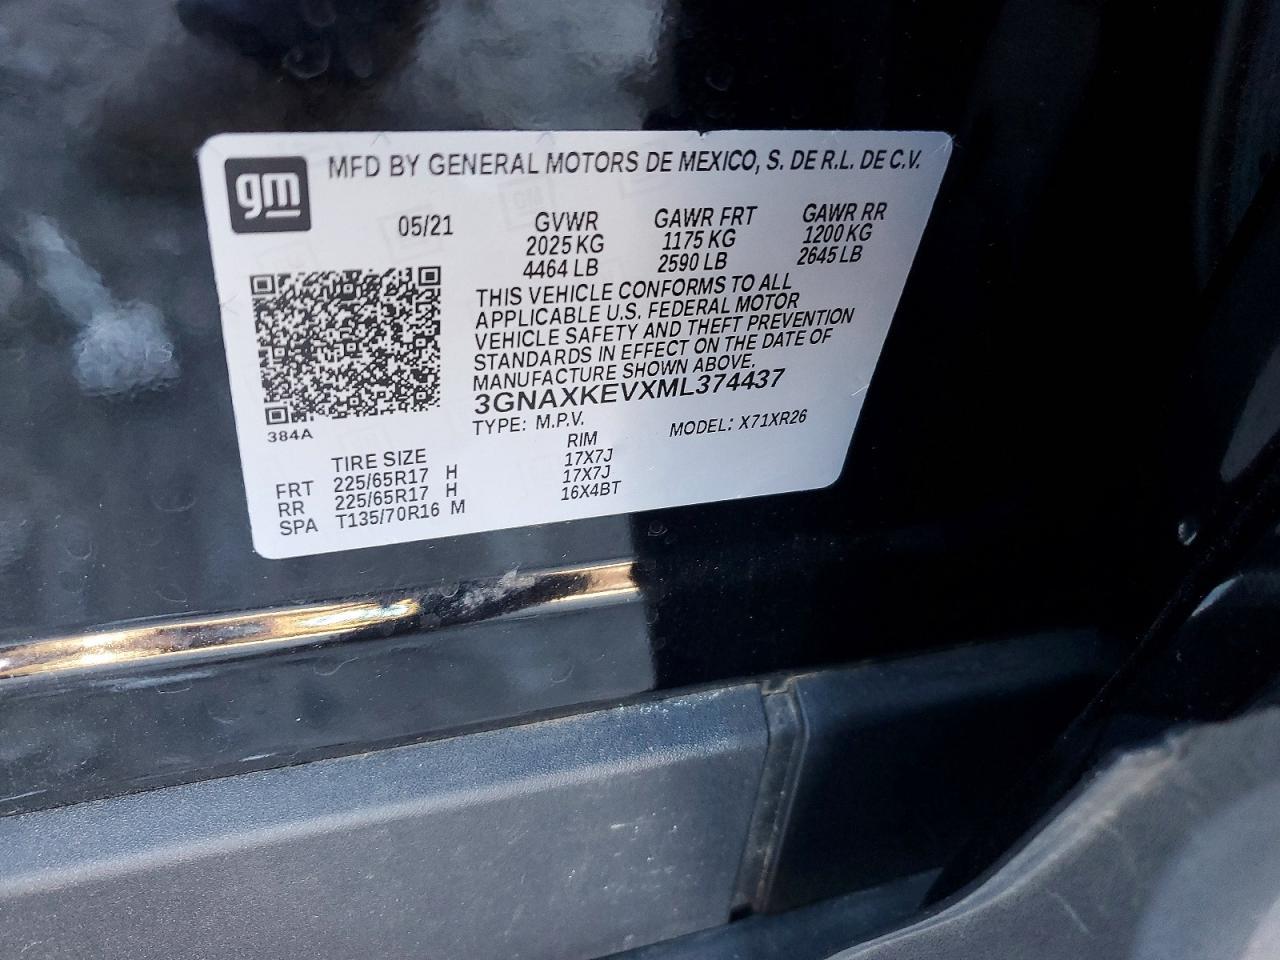 gm
MFD BY GENERAL MOTORS DE MEXICO, S. DE R.L. DE C.V.
05/21 GVWR GAWR FRT GAWR RR
2025 KG 1175 KG 1200 KG
4464 LB 2590 LB 2645 LB
THIS VEHICLE CONFORMS TO ALL
APPLICABLE U.S. FEDERAL MOTOR
VEHICLE SAFETY AND THEFT PREVENTION
STANDARDS IN EFFECT ON THE DATE OF
MANUFACTURE SHOWN ABOVE.
3GNAXKEVXML374437
384A TYPE: M.P.V. MODEL: X71XR26
TIRE SIZE RIM
FRT 225/65R17 H 17X7J
RR 225/65R17 H 17X7J
SPA T135/70R16 M 16X4BT